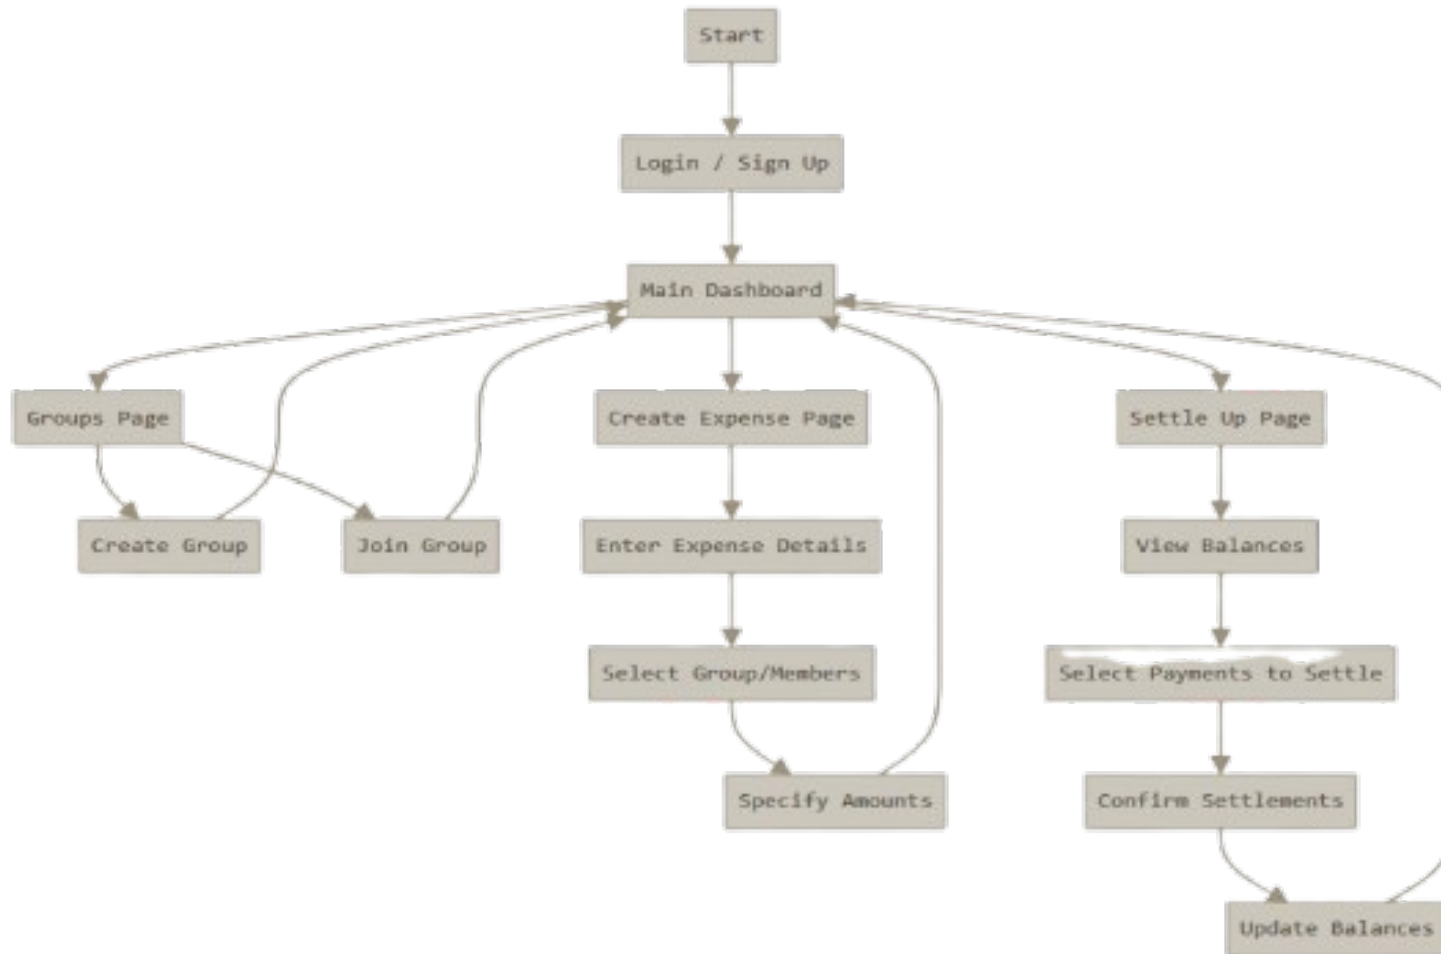 Start
Login / Sign Up
Main Dashboard
Groups Page
Create Expense Page
Settle Up Page
Create Group
Join Group
Enter Expense Details
View Balances
Select Group/Members
Select Payments to Settle
Specify Amounts
Confirm Settlements
Update Balances